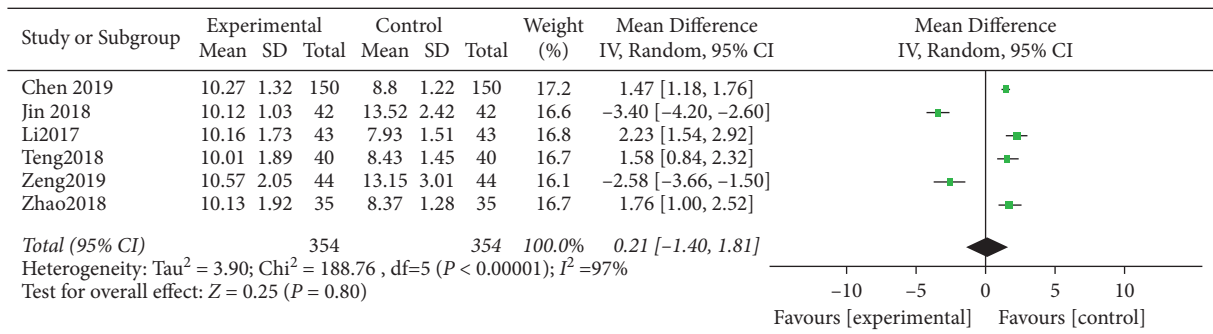 Study or Subgroup Experimental Control Weight (%) Mean Difference IV, Random, 95% CI Mean Difference IV, Random, 95% CI
Mean SD Total Mean SD Total
Chen 2019 10.27 1.32 150 8.8 1.22 150 17.2 1.47 [1.18, 1.76]
Jin 2018 10.12 1.03 42 13.52 2.42 42 16.6 −3.40 [−4.20, −2.60]
Li2017 10.16 1.73 43 7.93 1.51 43 16.8 2.23 [1.54, 2.92]
Teng2018 10.01 1.89 40 8.43 1.45 40 16.7 1.58 [0.84, 2.32]
Zeng2019 10.57 2.05 44 13.15 3.01 44 16.1 −2.58 [−3.66, −1.50]
Zhao2018 10.13 1.92 35 8.37 1.28 35 16.7 1.76 [1.00, 2.52]
Total (95% CI) 354 354 100.0% 0.21 [−1.40, 1.81]
Heterogeneity: Tau² = 3.90; Chi² = 188.76 , df=5 (P < 0.00001); I² =97%
Test for overall effect: Z = 0.25 (P = 0.80)
−10 −5 0 5 10
Favours [experimental] Favours [control]